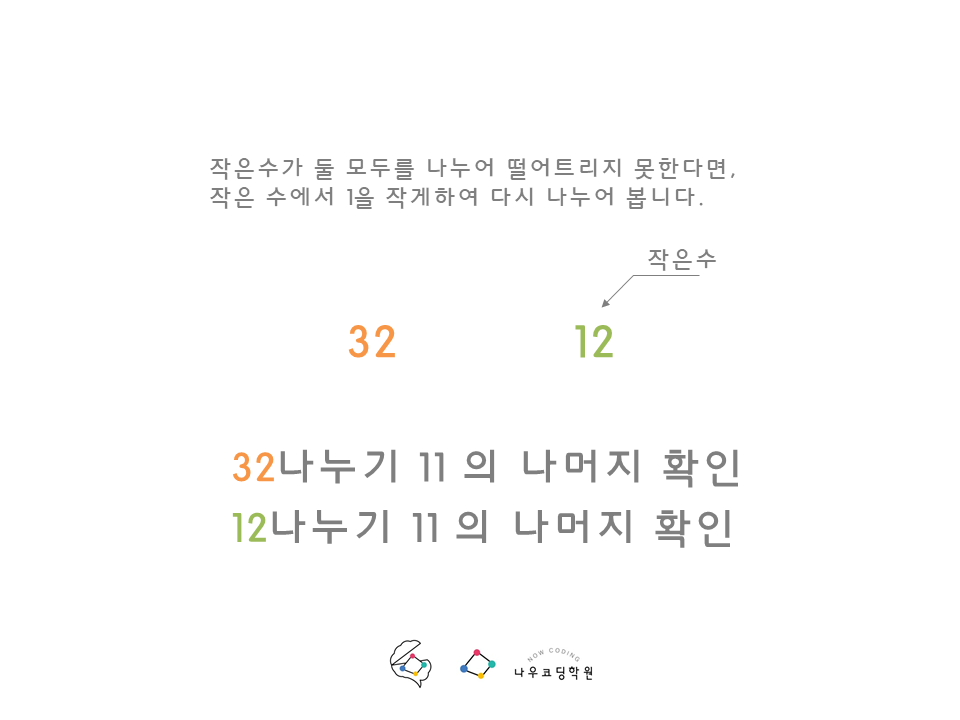 작은수가 둘 모두를 나누어 떨어트리지 못한다면,
작은 수에서 1을 작게하여 다시 나누어 봅니다.
작은수
32 12
32나누기 11 의 나머지 확인
12나누기 11 의 나머지 확인
NOW CODING
나우코딩학원